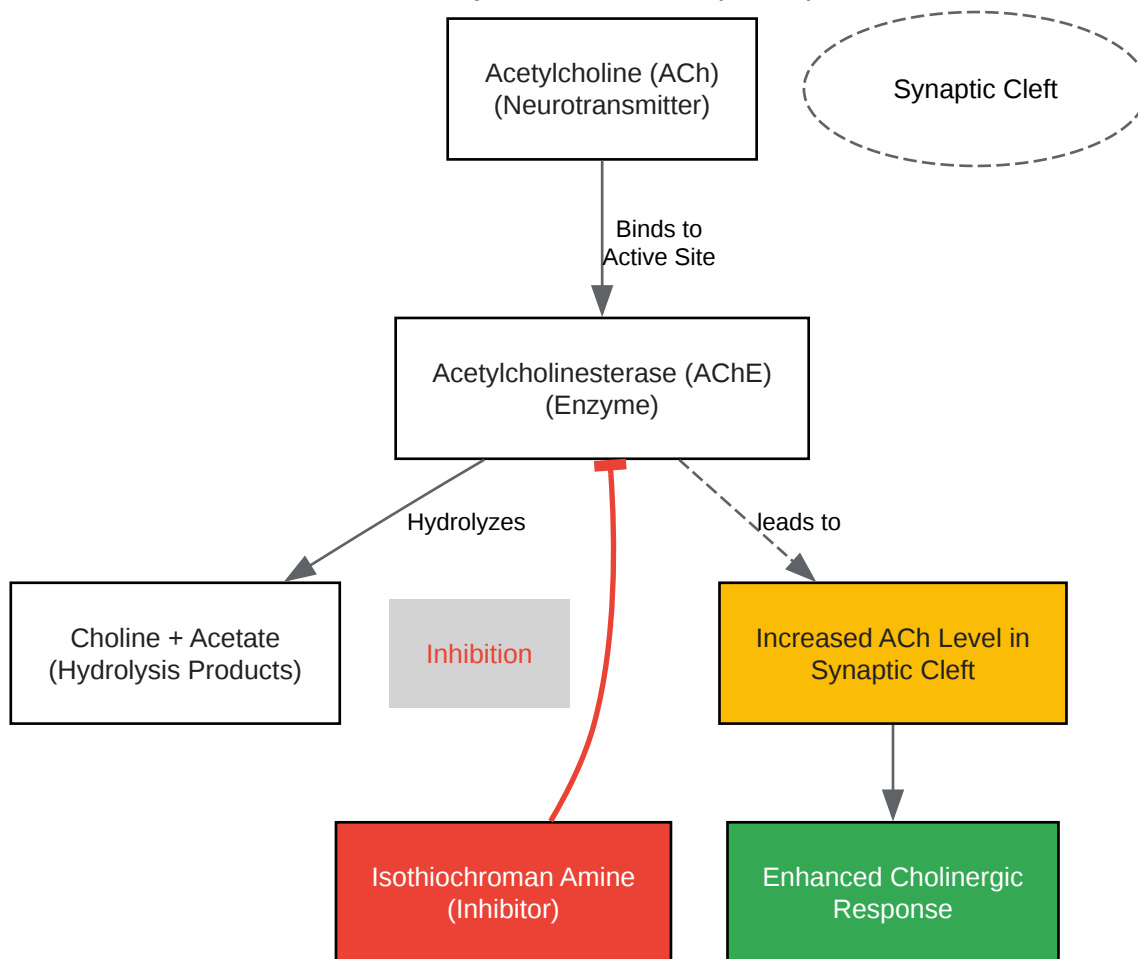 Acetylcholine (ACh)
(Neurotransmitter)
Synaptic Cleft
Binds to
Active Site
Acetylcholinesterase (AChE)
(Enzyme)
Hydrolyzes
leads to
Choline + Acetate
(Hydrolysis Products)
Inhibition
Increased ACh Level in
Synaptic Cleft
Isothiochroman Amine
(Inhibitor)
Enhanced Cholinergic
Response